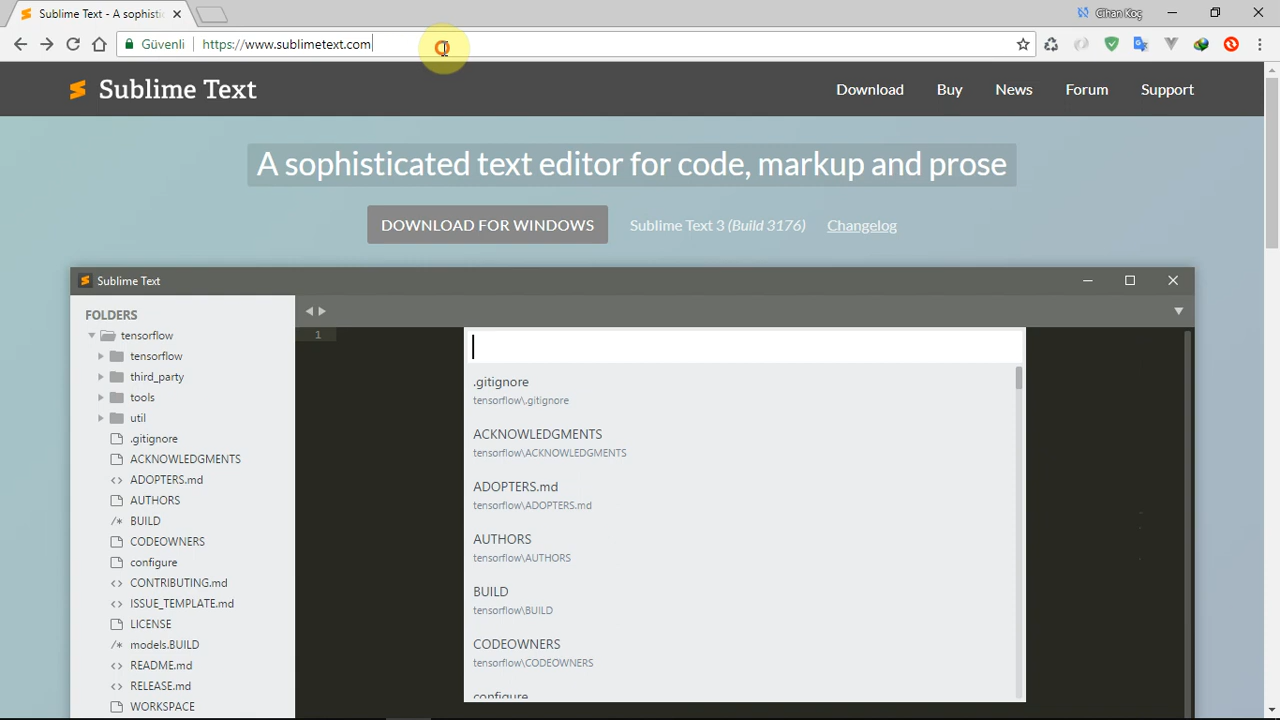 Sublime Text - A sophisti
Cihan Koç
Güvenli https://www.sublimetext.com
Sublime Text
Download Buy News Forum Support
A sophisticated text editor for code, markup and prose
DOWNLOAD FOR WINDOWS Sublime Text 3 (Build 3176) Changelog
Sublime Text
FOLDERS
tensorflow
tensorflow
third_party
tools
util
.gitignore
ACKNOWLEDGMENTS
<> ADOPTERS.md
AUTHORS
/* BUILD
CODEOWNERS
configure
<> CONTRIBUTING.md
<> ISSUE_TEMPLATE.md
LICENSE
/* models.BUILD
<> README.md
<> RELEASE.md
WORKSPACE
1
.gitignore
tensorflow\.gitignore
ACKNOWLEDGMENTS
tensorflow\ACKNOWLEDGMENTS
ADOPTERS.md
tensorflow\ADOPTERS.md
AUTHORS
tensorflow\AUTHORS
BUILD
tensorflow\BUILD
CODEOWNERS
tensorflow\CODEOWNERS
configure